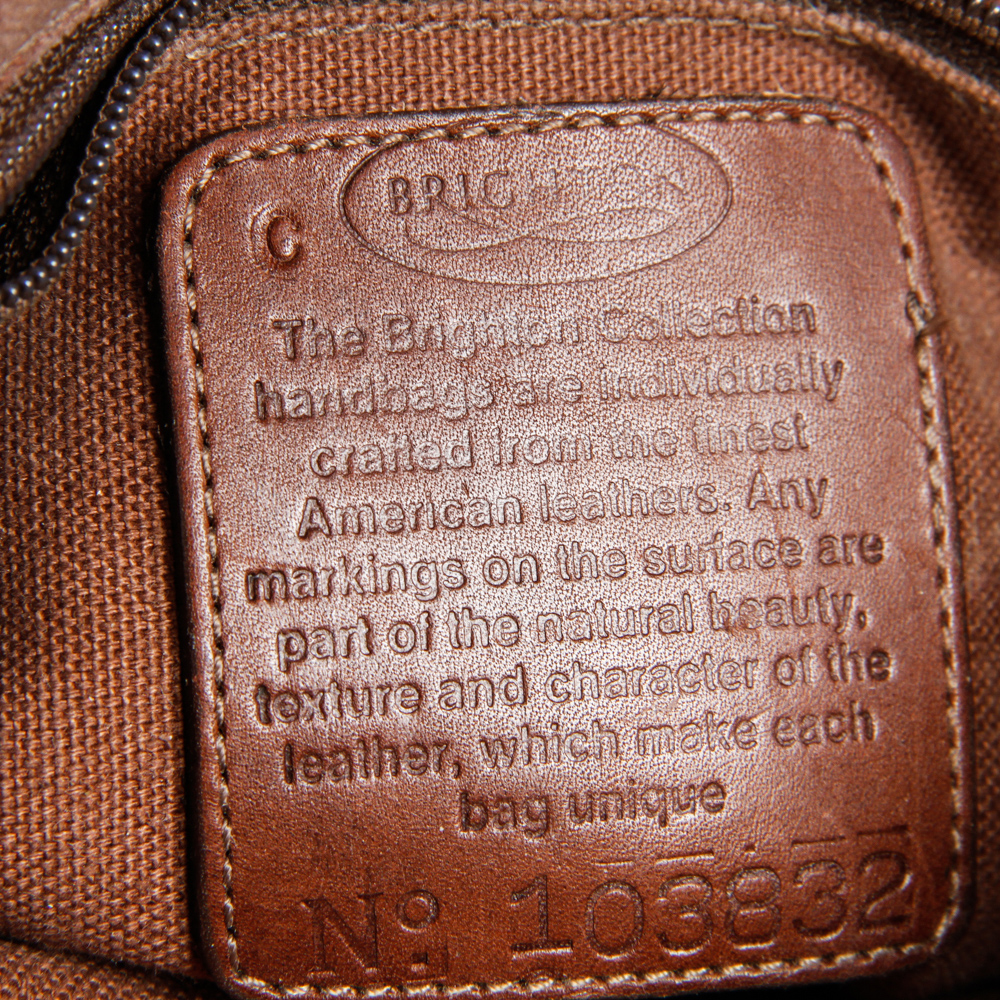 BRIGHTON
C
The Brighton Collection
handbags are individually
crafted from the finest
American leathers. Any
markings on the surface are
part of the natural beauty,
texture and character of the
leather, which make each
bag unique
No. 103832